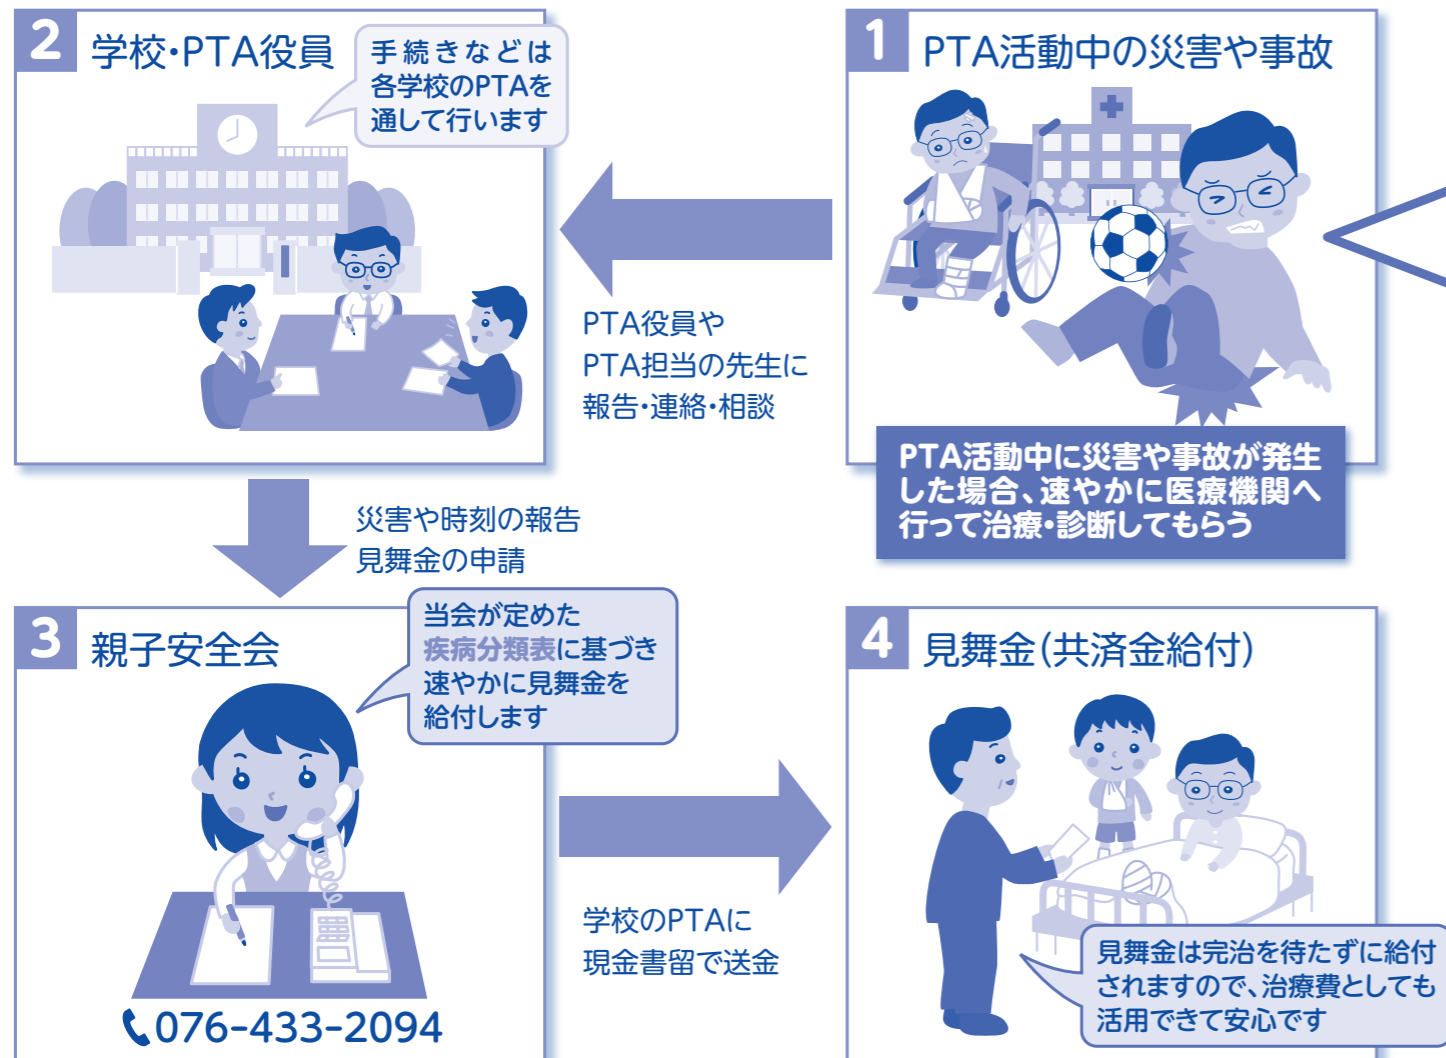 1
PTA活動中の災害や事故
PTA活動中に災害や事故が発生
した場合、速やかに医療機関へ
行って治療・診断してもらう
PTA役員や
PTA担当の先生に
報告・連絡・相談
2
学校・PTA役員
手続きなどは
各学校のPTAを
通して行います
災害や時刻の報告
見舞金の申請
3
親子安全会
当会が定めた
疾病分類表に基づき
速やかに見舞金を
給付します
076-433-2094
学校のPTAに
現金書留で送金
4
見舞金(共済金給付)
見舞金は完治を待たずに給付
されますので、治療費としても
活用できて安心です